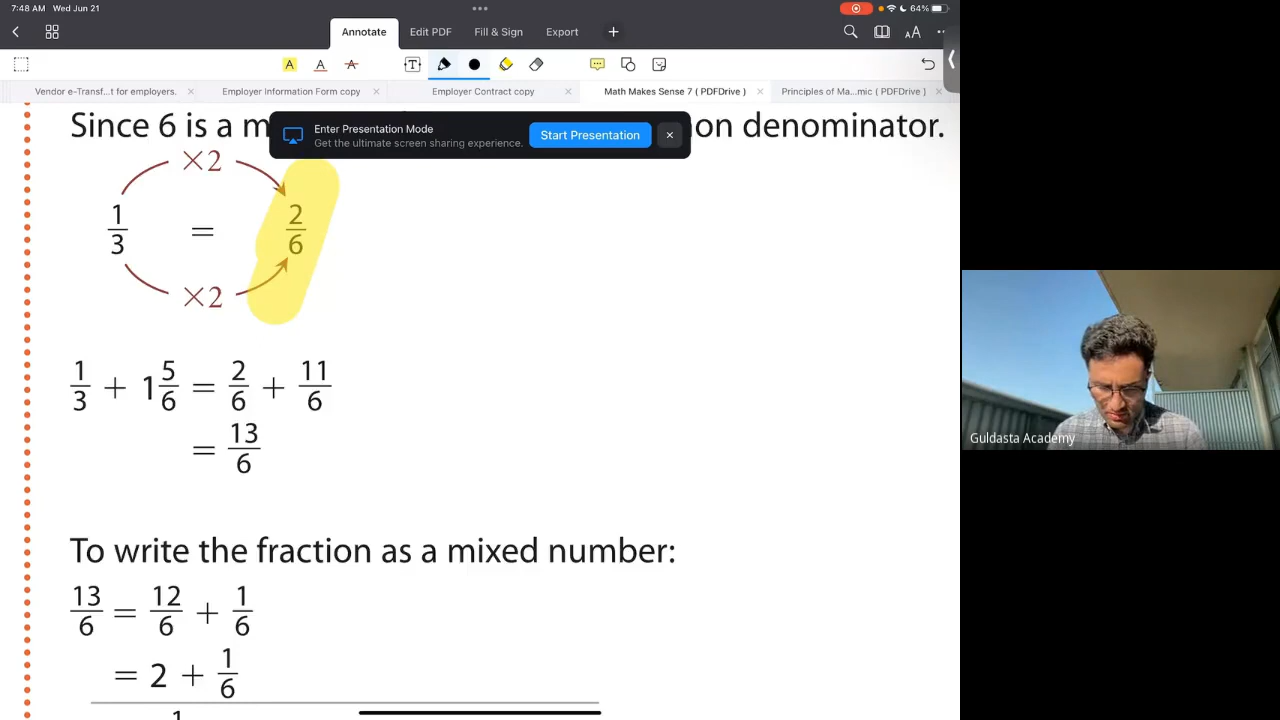 7:48 AM Wed Jun 21
64%
Annotate Edit PDF Fill & Sign Export +
A A A T AA
Vendor e-Transf...t for employers. × Employer Information Form copy × Employer Contract copy × Math Makes Sense 7 ( PDFDrive ) × Principles of Ma...mic ( PDFDrive ) ×
Since 6 is a m on denominator.
Enter Presentation Mode
Get the ultimate screen sharing experience.
Start Presentation ×
×2
1/3 = 2/6
×2
1/3 + 1 5/6 = 2/6 + 11/6
= 13/6
Guldasta Academy
To write the fraction as a mixed number:
13/6 = 12/6 + 1/6
= 2 + 1/6
1